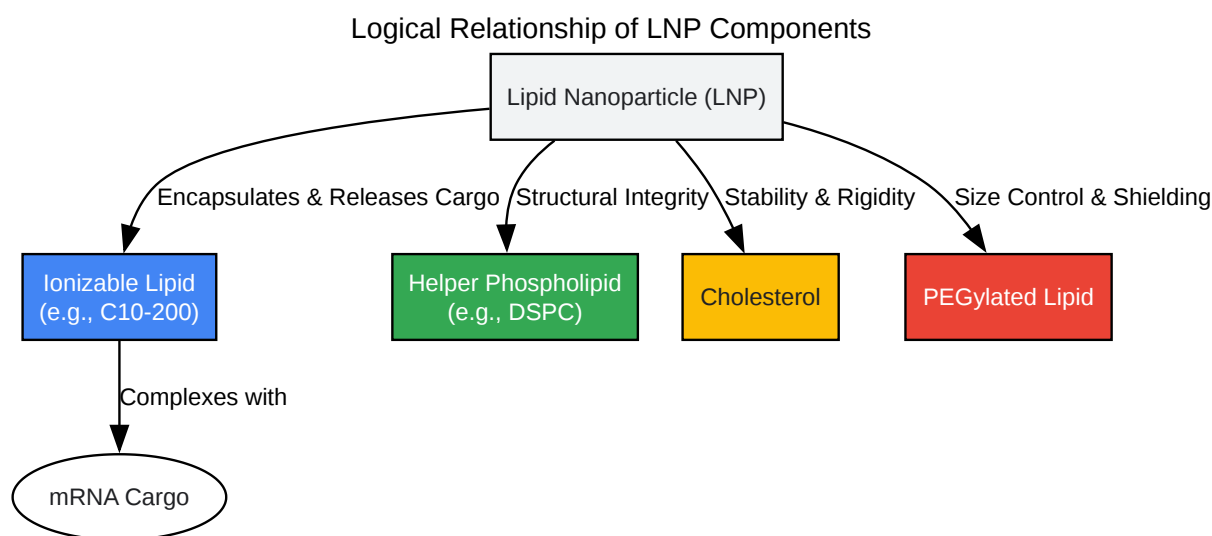 Logical Relationship of LNP Components
Lipid Nanoparticle (LNP)
Encapsulates & Releases Cargo
Structural Integrity
Stability & Rigidity
Size Control & Shielding
Ionizable Lipid
(e.g., C10-200)
Helper Phospholipid
(e.g., DSPC)
Cholesterol
PEGylated Lipid
Complexes with
mRNA Cargo